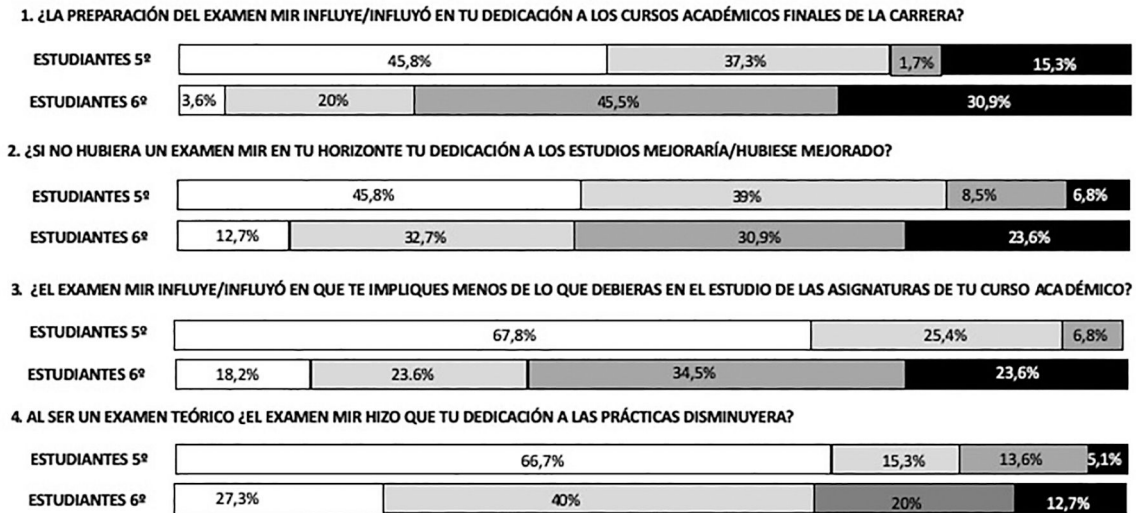 1. ¿LA PREPARACIÓN DEL EXAMEN MIR INFLUYE/INFLUYÓ EN TU DEDICACIÓN A LOS CURSOS ACADÉMICOS FINALES DE LA CARRERA?
ESTUDIANTES 5º 45,8% 37,3% 1,7% 15,3%
ESTUDIANTES 6º 3,6% 20% 45,5% 30,9%
2. ¿SI NO HUBIERA UN EXAMEN MIR EN TU HORIZONTE TU DEDICACIÓN A LOS ESTUDIOS MEJORARÍA/HUBIESE MEJORADO?
ESTUDIANTES 5º 45,8% 39% 8,5% 6,8%
ESTUDIANTES 6º 12,7% 32,7% 30,9% 23,6%
3. ¿EL EXAMEN MIR INFLUYE/INFLUYÓ EN QUE TE IMPLIQUES MENOS DE LO QUE DEBIERAS EN EL ESTUDIO DE LAS ASIGNATURAS DE TU CURSO ACADÉMICO?
ESTUDIANTES 5º 67,8% 25,4% 6,8%
ESTUDIANTES 6º 18,2% 23.6% 34,5% 23,6%
4. AL SER UN EXAMEN TEÓRICO ¿EL EXAMEN MIR HIZO QUE TU DEDICACIÓN A LAS PRÁCTICAS DISMINUYERA?
ESTUDIANTES 5º 66,7% 15,3% 13,6% 5,1%
ESTUDIANTES 6º 27,3% 40% 20% 12,7%